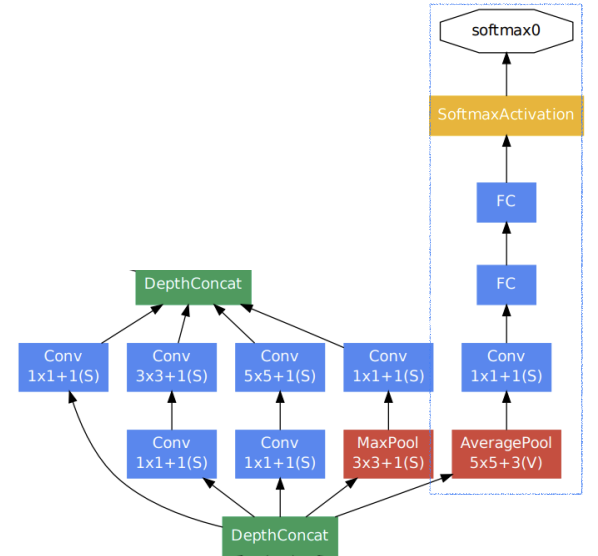 softmax0
SoftmaxActivation
FC
FC
DepthConcat
Conv
1x1+1(S)
Conv
3x3+1(S)
Conv
5x5+1(S)
Conv
1x1+1(S)
Conv
1x1+1(S)
Conv
1x1+1(S)
Conv
1x1+1(S)
MaxPool
3x3+1(S)
AveragePool
5x5+3(V)
DepthConcat